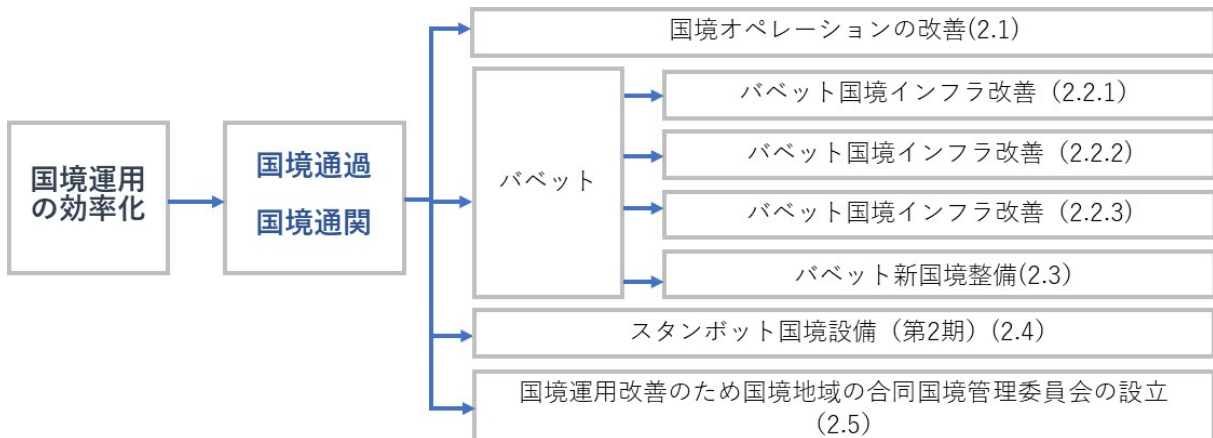 国境運用
の効率化
国境通過
国境通関
国境オペレーションの改善(2.1)
バベット
バベット国境インフラ改善（2.2.1)
バベット国境インフラ改善（2.2.2)
バベット国境インフラ改善（2.2.3)
バベット新国境整備(2.3)
スタンボット国境設備（第2期）(2.4)
国境運用改善のため国境地域の合同国境管理委員会の設立
(2.5)